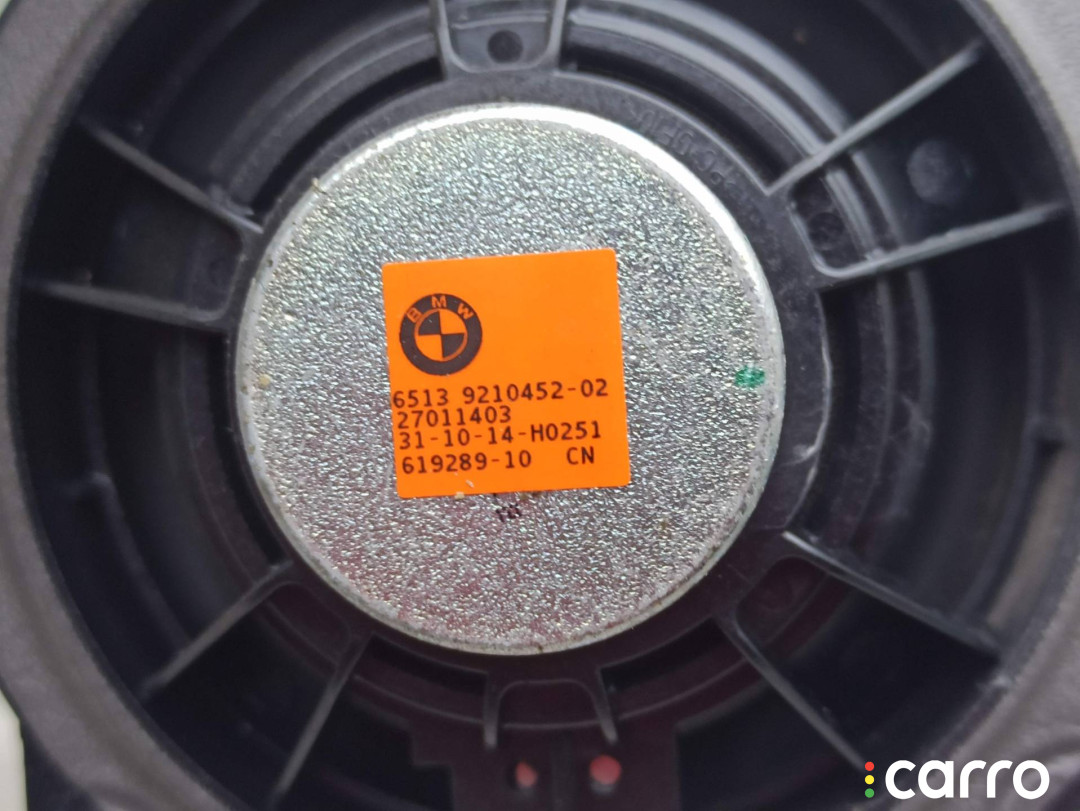 BMW
6513 9210452-02
27011403
31-10-14-H0251
619289-10 CN
carro